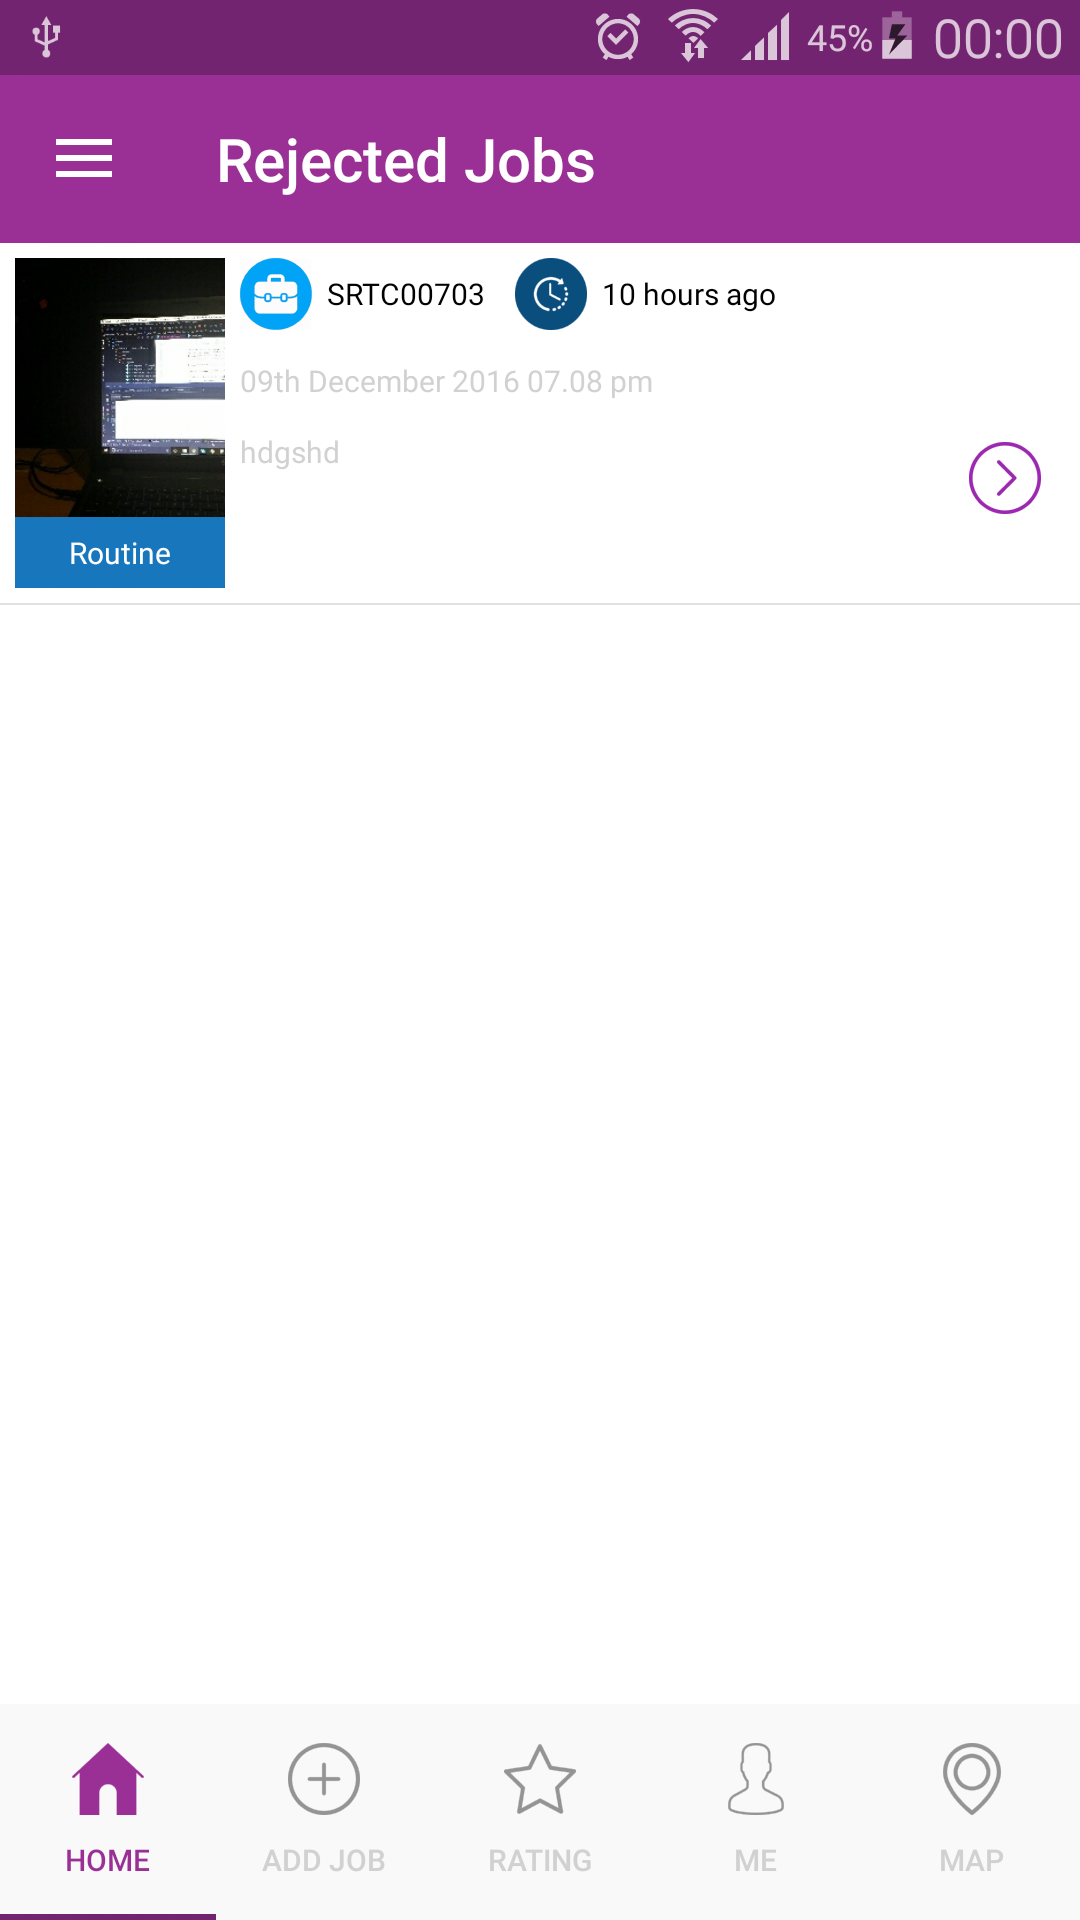 45% 00:00
Rejected Jobs
SRTC00703 10 hours ago
09th December 2016 07.08 pm
hdgshd
Routine
HOME ADD JOB RATING ME MAP